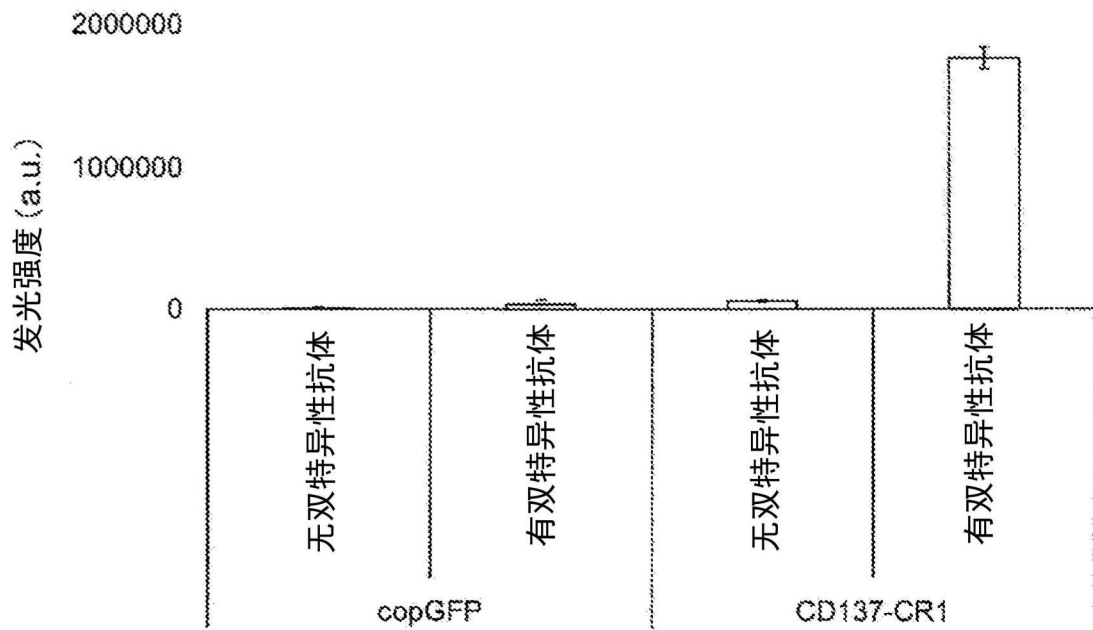 2000000
1000000
0
发光强度 (a.u.)
无双特异性抗体
有双特异性抗体
无双特异性抗体
有双特异性抗体
copGFP
CD137-CR1